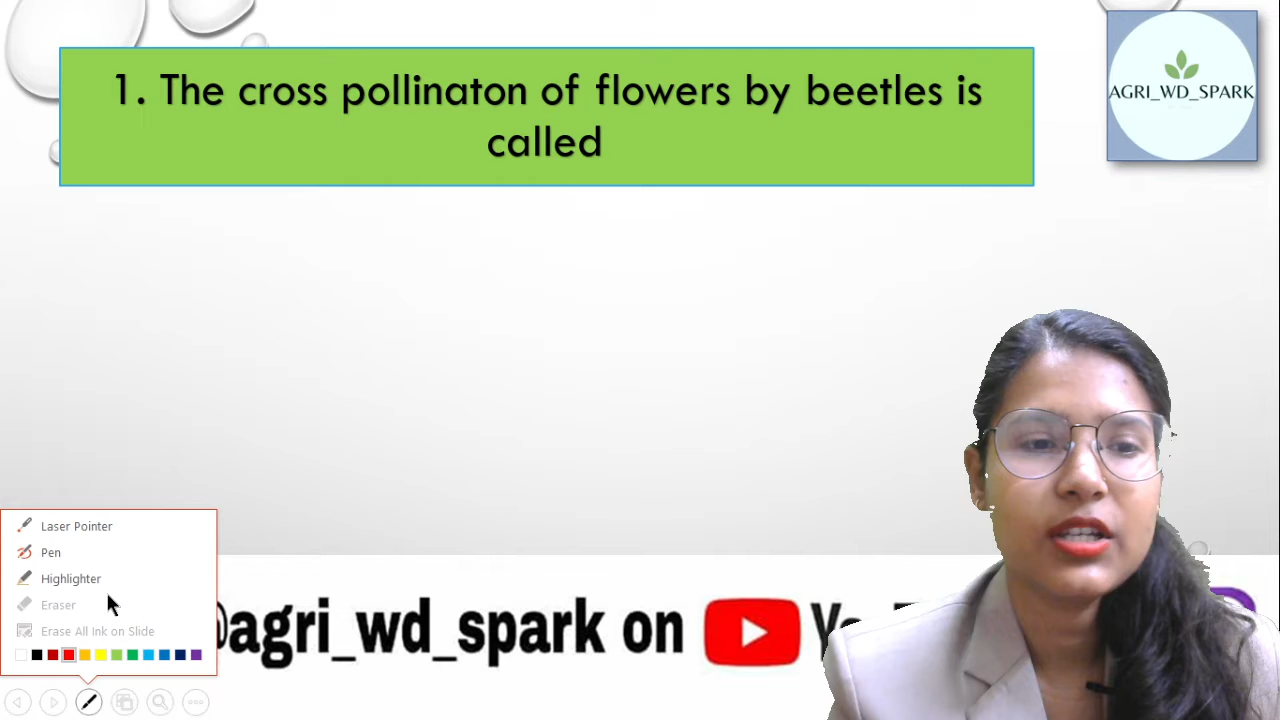 1. The cross pollinaton of flowers by beetles is
called
AGRI_WD_SPARK
Laser Pointer
Pen
Highlighter
Eraser
Erase All Ink on Slide
@agri_wd_spark on